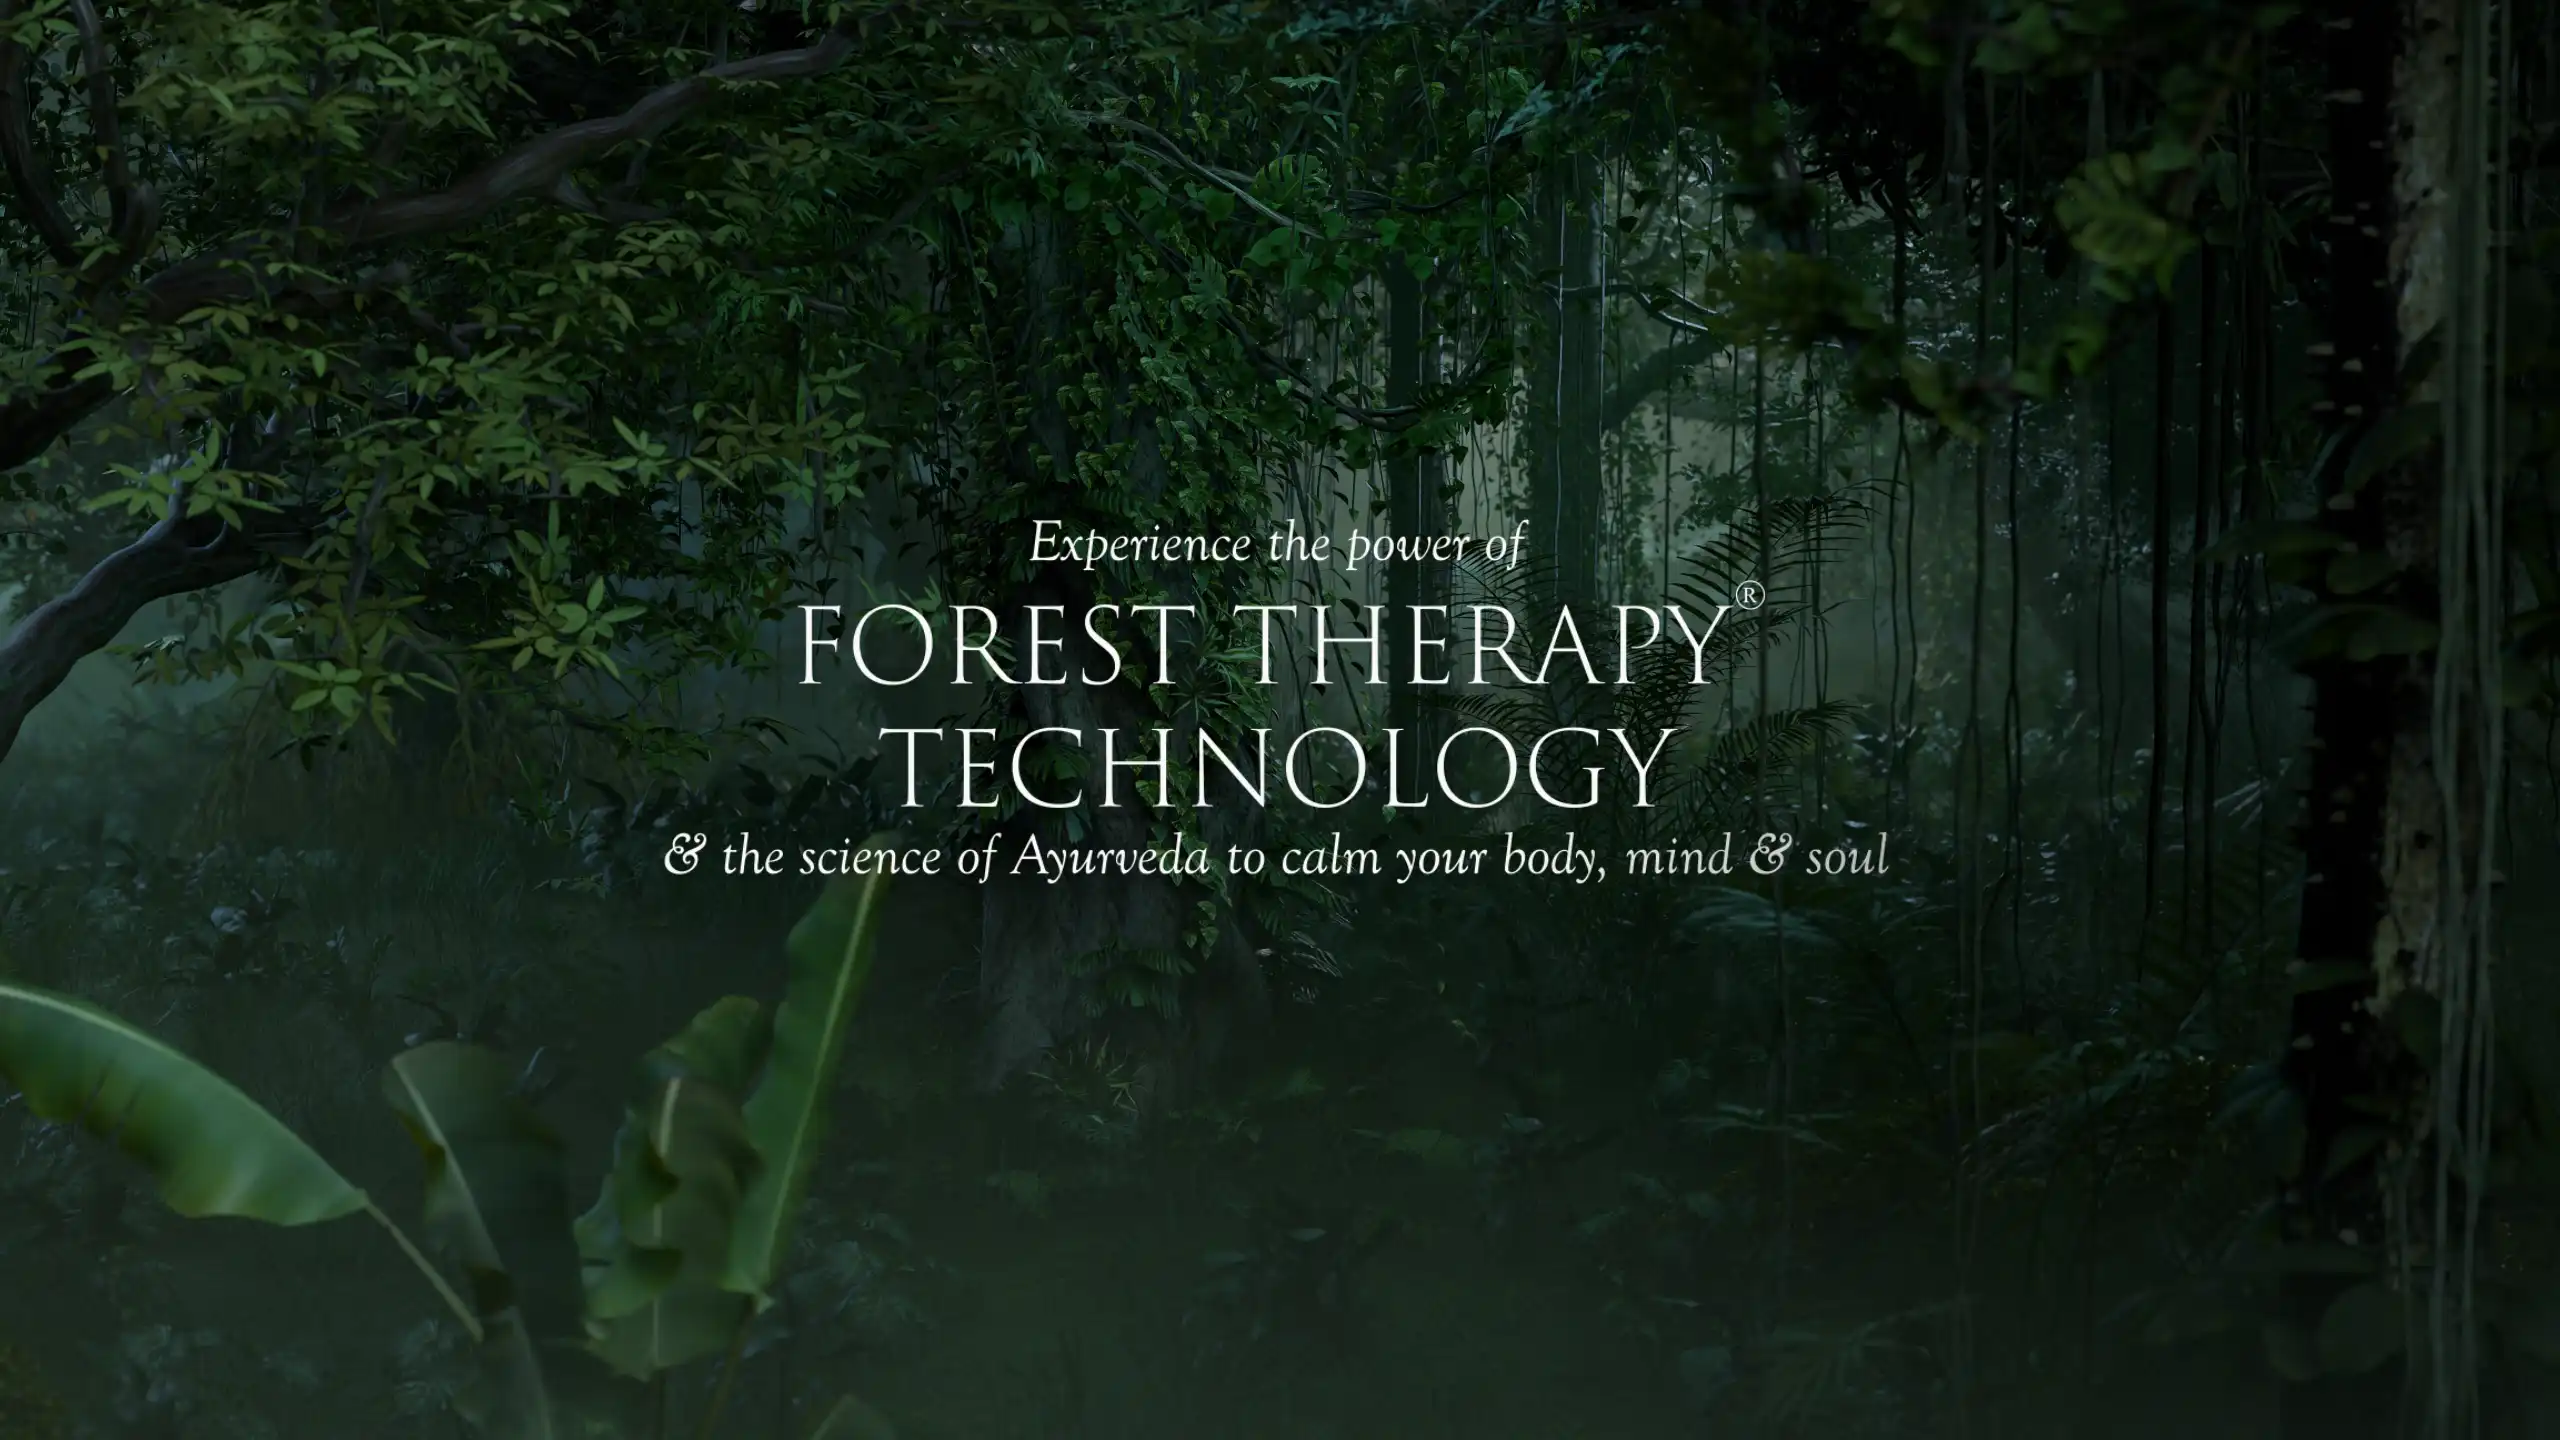 Experience the power of
FOREST THERAPY®
TECHNOLOGY
& the science of Ayurveda to calm your body, mind & soul